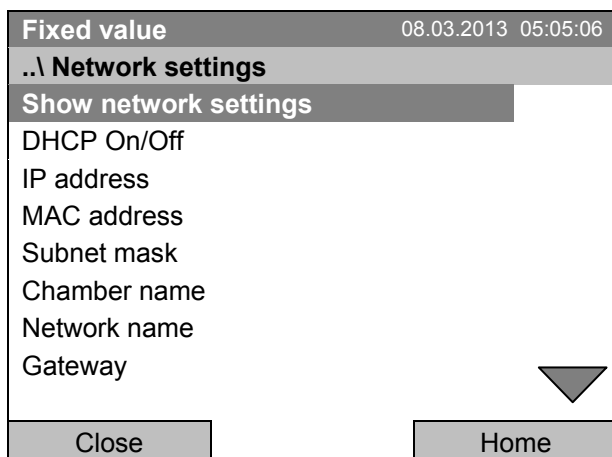 Fixed value 08.03.2013 05:05:06
..\ Network settings
Show network settings
DHCP On/Off
IP address
MAC address
Subnet mask
Chamber name
Network name
Gateway
Close Home